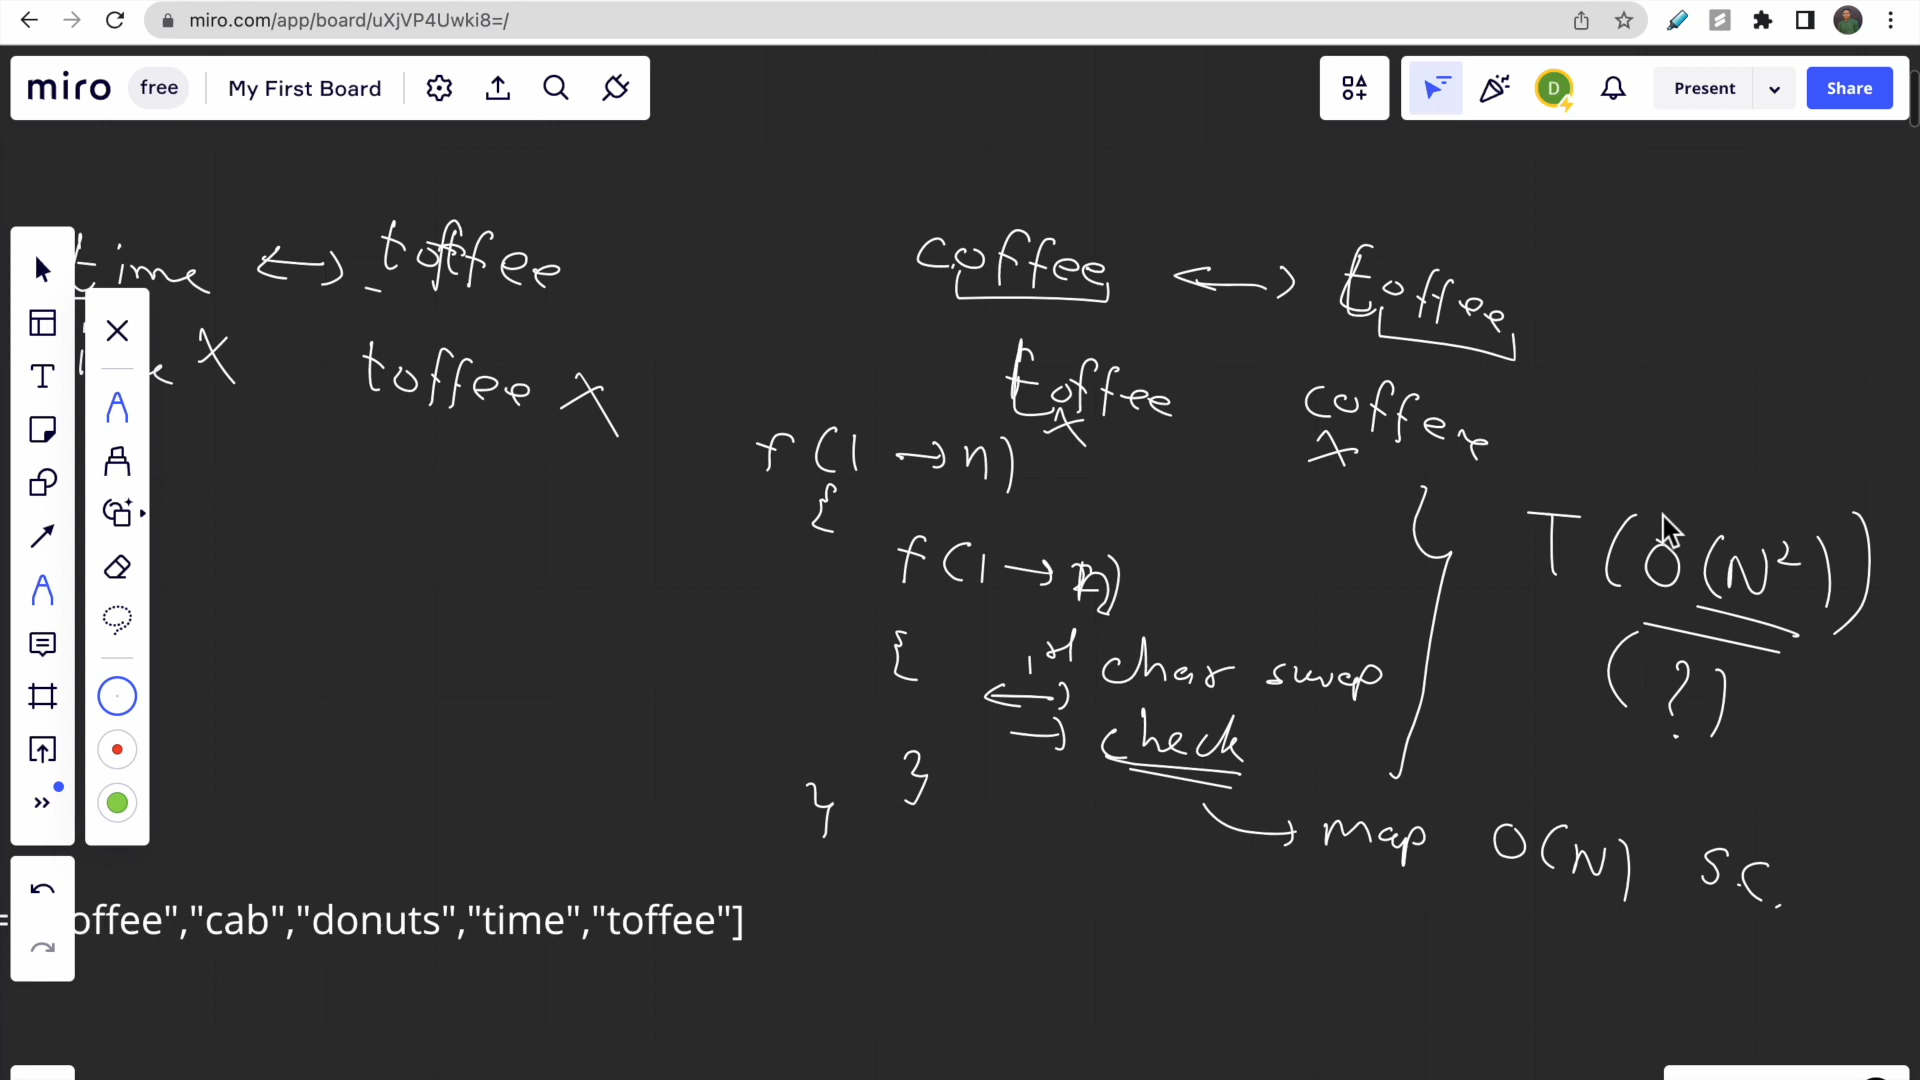 miro.com/app/board/uXjVP4Uwki8=/
miro free My First Board
D Present Share
time <-> toffee
coffee <-> toffee
X toffee X
toffee X coffee X
f(1 → n)
{
f(1 → n)
T(O(N²))
{
1st char swap
(?)
→ check
}
}
→ map O(N) S.C.
=
offee","cab","donuts","time","toffee"]